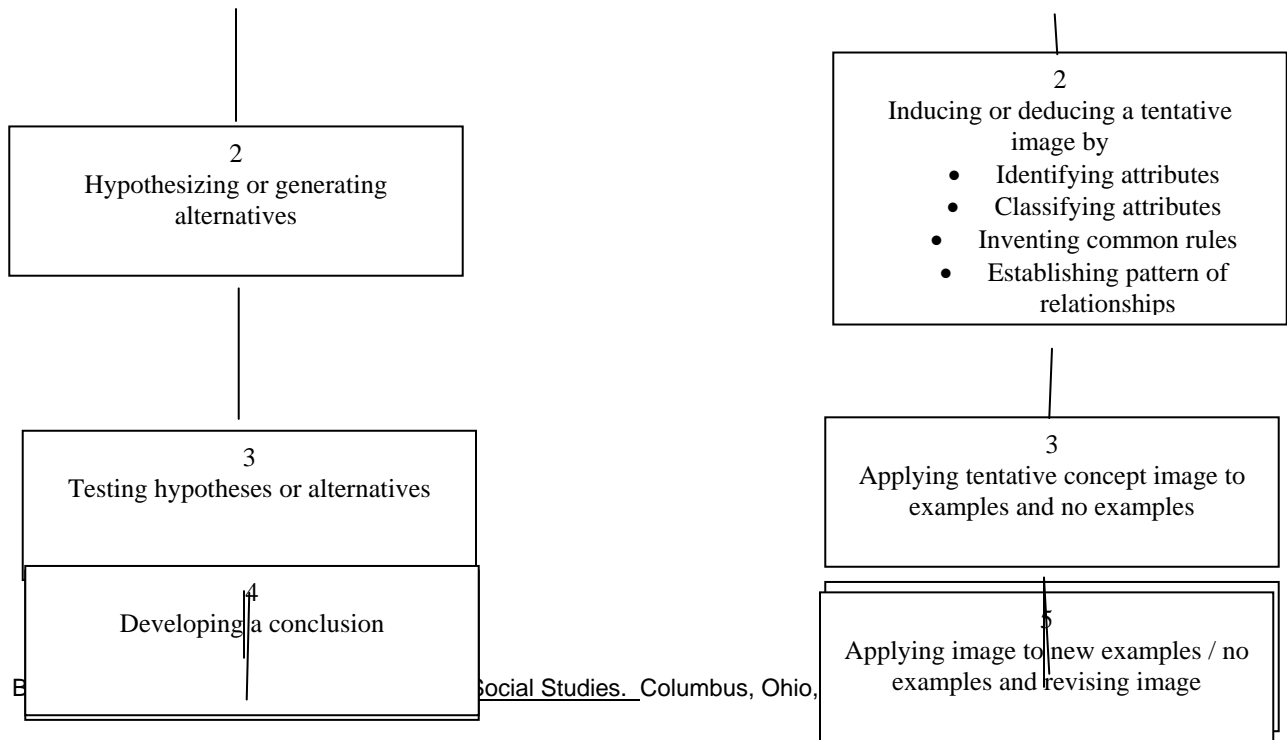 2
Hypothesizing or generating
alternatives
3
Testing hypotheses or alternatives
4
Developing a conclusion
2
Inducing or deducing a tentative
image by
• Identifying attributes
• Classifying attributes
• Inventing common rules
• Establishing pattern of
relationships
3
Applying tentative concept image to
examples and no examples
5
Applying image to new examples / no
examples and revising image
Social Studies. Columbus, Ohio,